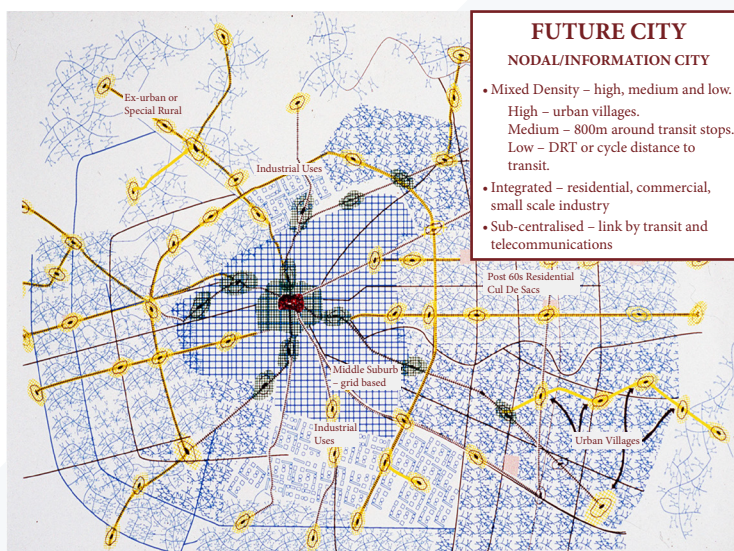 FUTURE CITY
NODAL/INFORMATION CITY
• Mixed Density – high, medium and low.
High – urban villages.
Medium – 800m around transit stops.
Low – DRT or cycle distance to
transit.
• Integrated – residential, commercial,
small scale industry
• Sub-centralised – link by transit and
telecommunications
Ex-urban or
Special Rural
Industrial Uses
Post 60s Residential
Cul De Sacs
Middle Suburb
– grid based
Industrial
Uses
Urban Villages